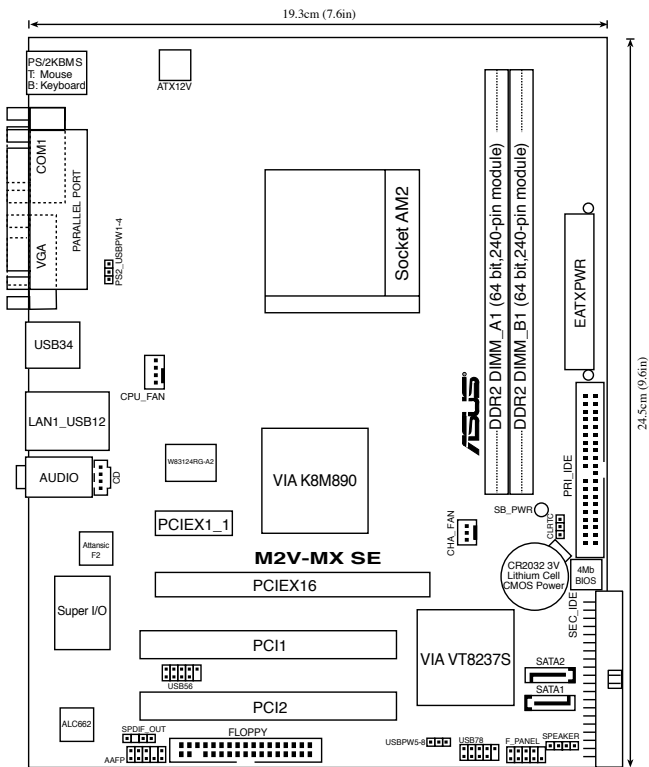 19.3cm (7.6in)
PS/2KBMS
T: Mouse
B: Keyboard
ATX12V
COM1
PARALLEL PORT
VGA
PS2_USBPW1-4
Socket AM2
DDR2 DIMM_A1 (64 bit,240-pin module)
DDR2 DIMM_B1 (64 bit,240-pin module)
EATXPWR
24.5cm (9.6in)
USB34
CPU_FAN
LAN1_USB12
ASUS
PRI_IDE
AUDIO
CD
W83124RG-A2
VIA K8M890
SB_PWR
CLRTC
CHA_FAN
PCIEX1_1
Attansic
F2
M2V-MX SE
CR2032 3V
Lithium Cell
CMOS Power
4Mb
BIOS
PCIEX16
SEC_IDE
Super I/O
PCI1
VIA VT8237S
SATA2
USB56
SATA1
PCI2
ALC662
SPDIF_OUT
FLOPPY
AAFP
USBPW5-8
USB78
F_PANEL
SPEAKER